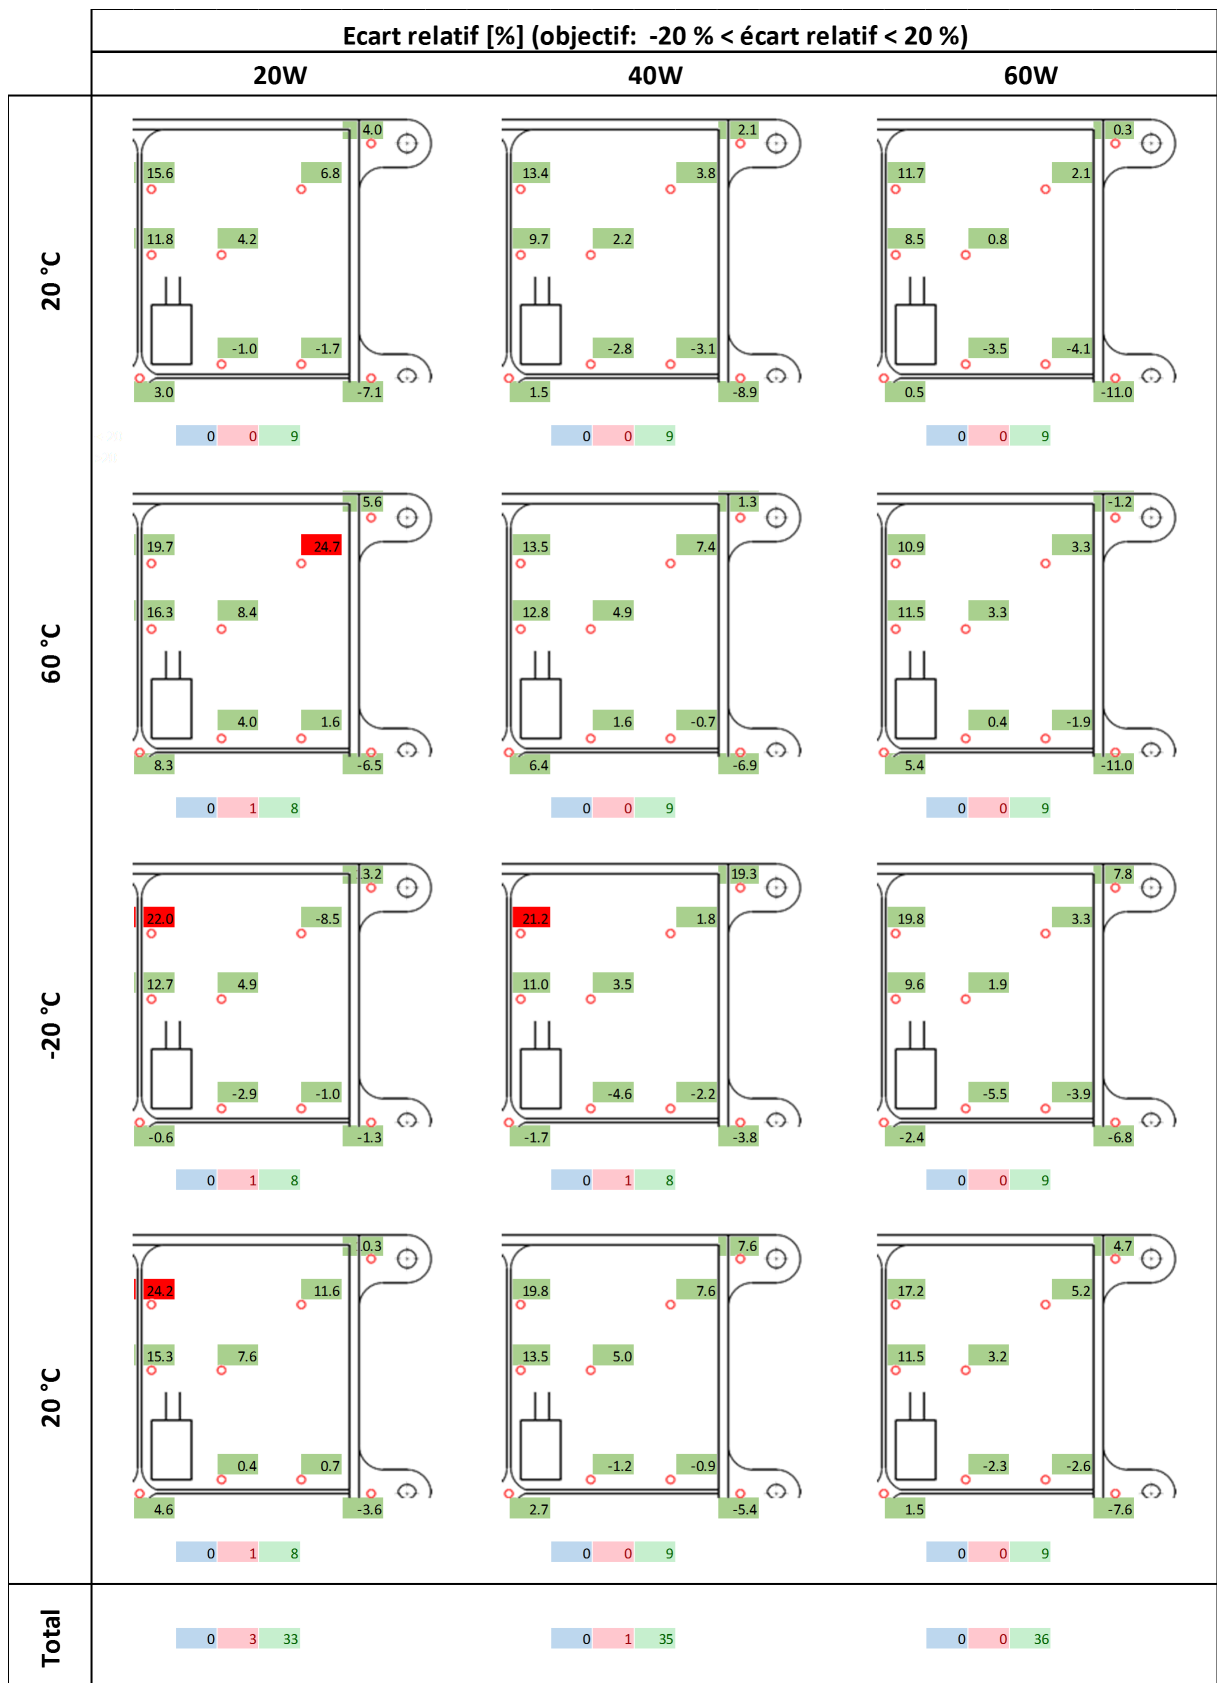 Ecart relatif [%] (objectif:  -20 % < écart relatif < 20 %)
20W 40W 60W
20 °C
4.0 2.1 0.3
15.6 6.8 13.4 3.8 11.7 2.1
11.8 4.2 9.7 2.2 8.5 0.8
-1.0 -1.7 -2.8 -3.1 -3.5 -4.1
3.0 -7.1 1.5 -8.9 0.5 -11.0
0 0 9 0 0 9 0 0 9
60 °C
5.6 1.3 -1.2
19.7 24.7 13.5 7.4 10.9 3.3
16.3 8.4 12.8 4.9 11.5 3.3
4.0 1.6 1.6 -0.7 0.4 -1.9
8.3 -6.5 6.4 -6.9 5.4 -11.0
0 1 8 0 0 9 0 0 9
-20 °C
13.2 19.3 7.8
22.0 -8.5 21.2 1.8 19.8 3.3
12.7 4.9 11.0 3.5 9.6 1.9
-2.9 -1.0 -4.6 -2.2 -5.5 -3.9
-0.6 -1.3 -1.7 -3.8 -2.4 -6.8
0 1 8 0 1 8 0 0 9
20 °C
10.3 7.6 4.7
24.2 11.6 19.8 7.6 17.2 5.2
15.3 7.6 13.5 5.0 11.5 3.2
0.4 0.7 -1.2 -0.9 -2.3 -2.6
4.6 -3.6 2.7 -5.4 1.5 -7.6
0 1 8 0 0 9 0 0 9
Total
0 3 33 0 1 35 0 0 36